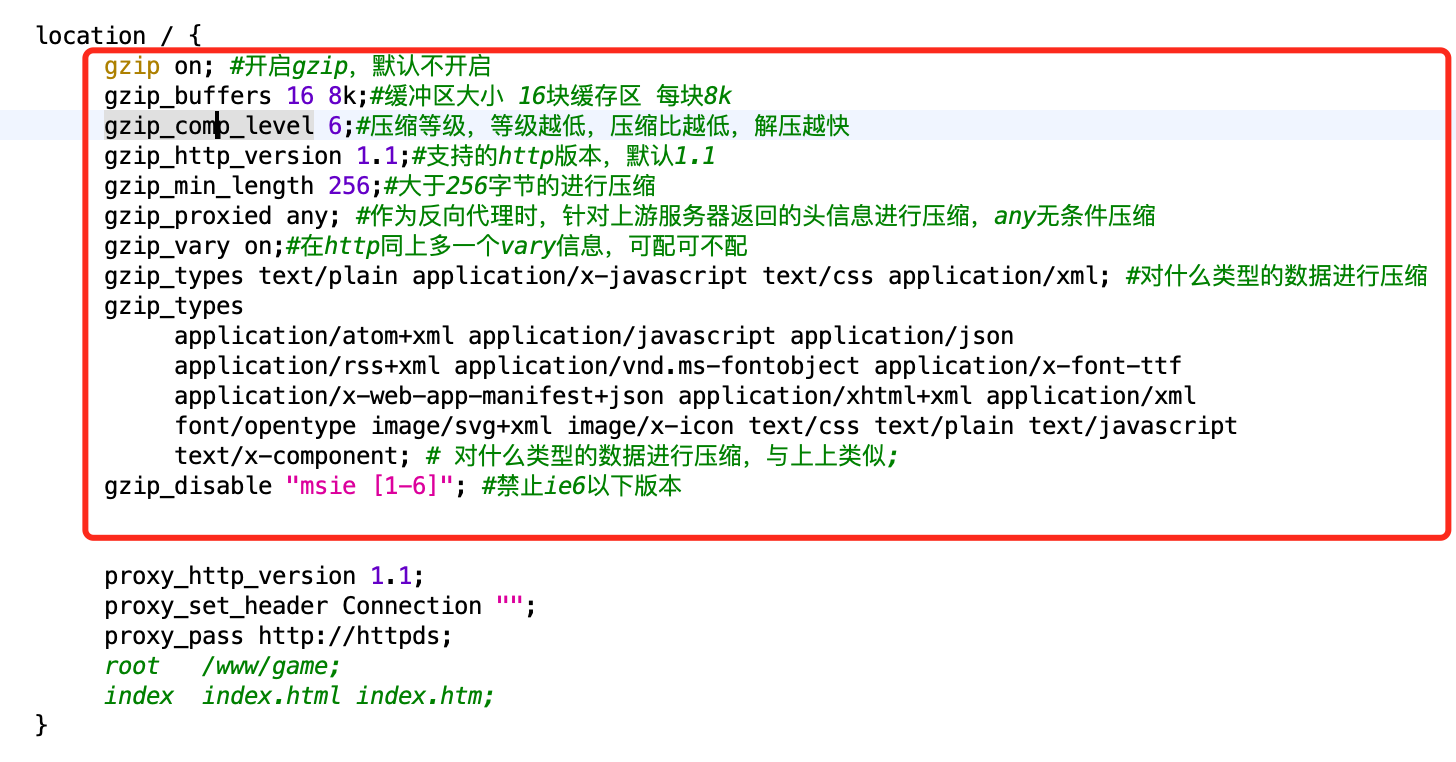 location / {
gzip on; #开启gzip，默认不开启
gzip_buffers 16 8k;#缓冲区大小 16块缓存区 每块8k
gzip_comp_level 6;#压缩等级，等级越低，压缩比越低，解压越快
gzip_http_version 1.1;#支持的http版本，默认1.1
gzip_min_length 256;#大于256字节的进行压缩
gzip_proxied any; #作为反向代理时，针对上游服务器返回的头信息进行压缩，any无条件压缩
gzip_vary on;#在http同上多一个vary信息，可配可不配
gzip_types text/plain application/x-javascript text/css application/xml; #对什么类型的数据进行压缩
gzip_types
application/atom+xml application/javascript application/json
application/rss+xml application/vnd.ms-fontobject application/x-font-ttf
application/x-web-app-manifest+json application/xhtml+xml application/xml
font/opentype image/svg+xml image/x-icon text/css text/plain text/javascript
text/x-component; # 对什么类型的数据进行压缩，与上上类似;
gzip_disable "msie [1-6]"; #禁止ie6以下版本
proxy_http_version 1.1;
proxy_set_header Connection "";
proxy_pass http://httpds;
root /www/game;
index index.html index.htm;
}